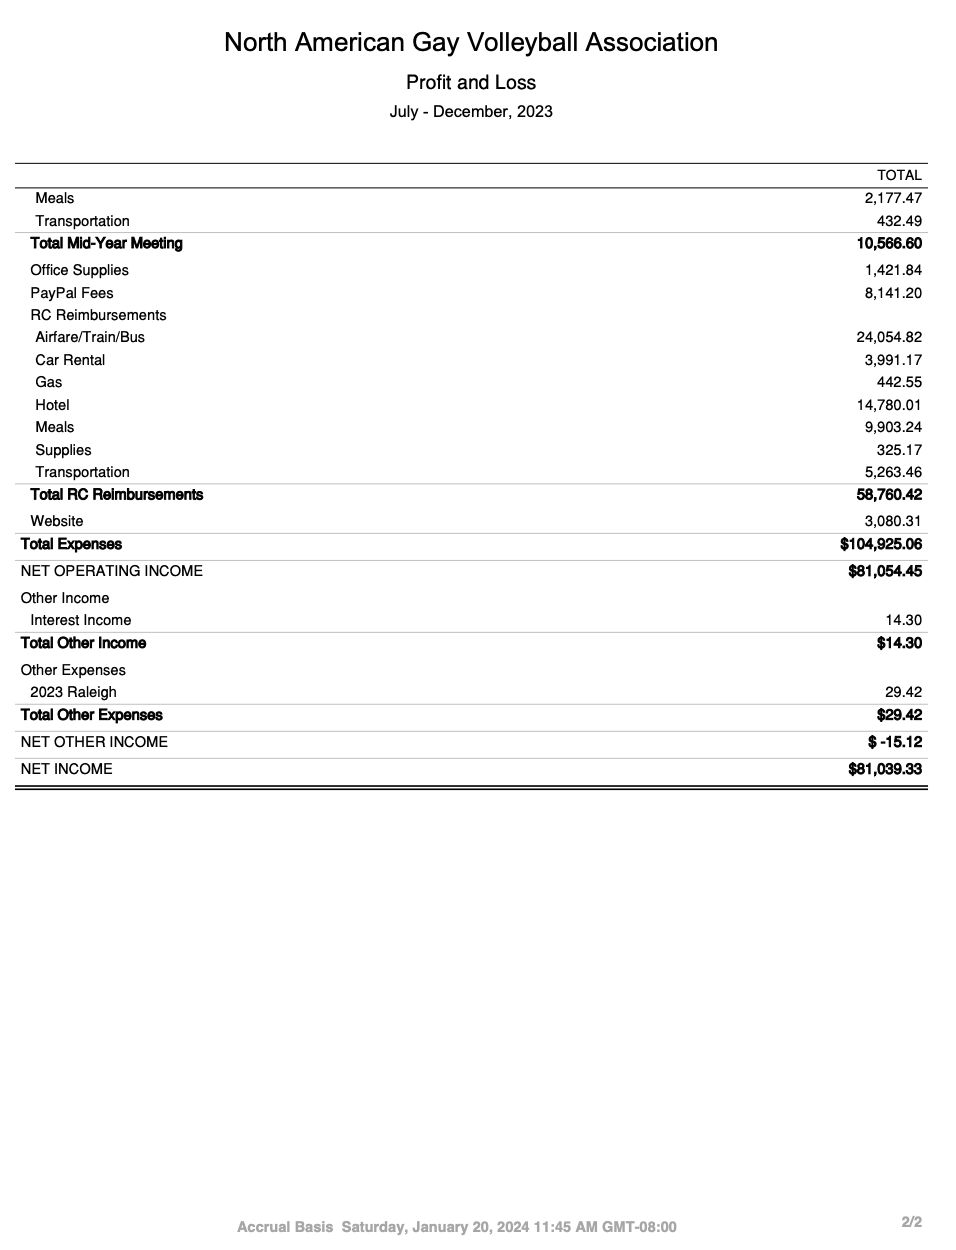 North American Gay Volleyball Association
Profit and Loss
July - December, 2023
TOTAL
Meals 2,177.47
Transportation 432.49
Total Mid-Year Meeting 10,566.60
Office Supplies 1,421.84
PayPal Fees 8,141.20
RC Reimbursements
Airfare/Train/Bus 24,054.82
Car Rental 3,991.17
Gas 442.55
Hotel 14,780.01
Meals 9,903.24
Supplies 325.17
Transportation 5,263.46
Total RC Reimbursements 58,760.42
Website 3,080.31
Total Expenses $104,925.06
NET OPERATING INCOME $81,054.45
Other Income
Interest Income 14.30
Total Other Income $14.30
Other Expenses
2023 Raleigh 29.42
Total Other Expenses $29.42
NET OTHER INCOME $ -15.12
NET INCOME $81,039.33
Accrual Basis Saturday, January 20, 2024 11:45 AM GMT-08:00 2/2